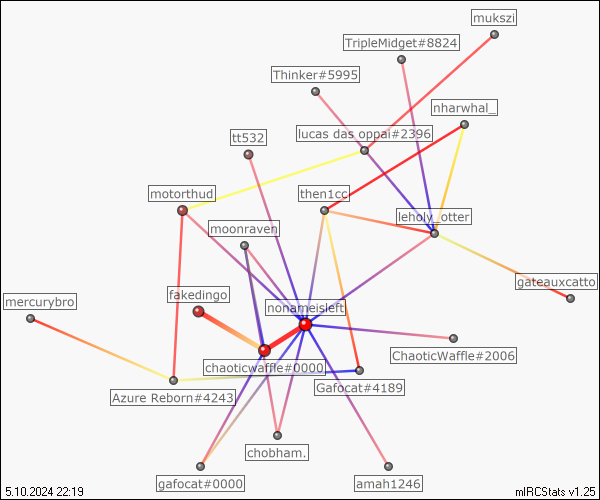 mukszi
TripleMidget#8824
Thinker#5995
nharwhal_
lucas das oppai#2396
tt532
motorthud
then1cc
leholy_otter
moonraven
gateauxcatto
fakedingo
mercurybro
nonameisleft
ChaoticWaffle#2006
chaoticwaffle#0000
Gafocat#4189
Azure Reborn#4243
chobham.
gafocat#0000
amah1246
5.10.2024 22:19
mIRCStats v1.25